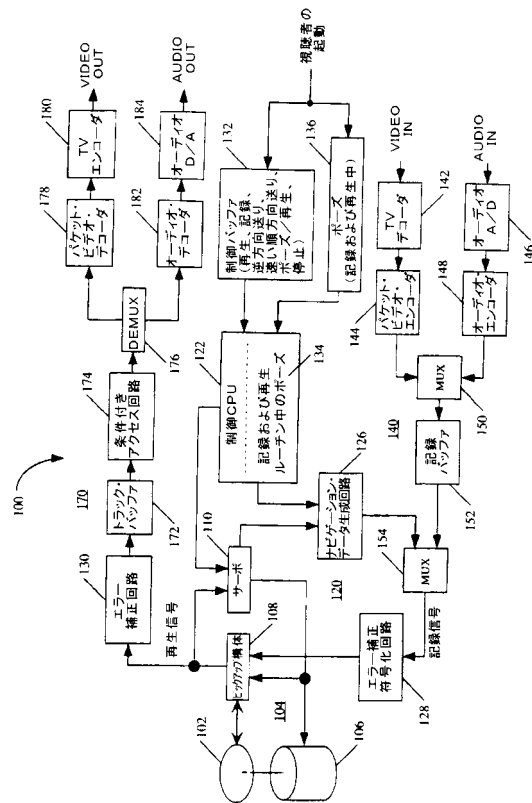 100
VIDEO OUT
180
TV
エンコーダ
178
パケット・
ビデオ・
デコーダ
AUDIO OUT
184
オーディオ
D/A
182
オーディオ・
デコーダ
DEMUX
176
174
条件付き
アクセス回路
170
トラック・
バッファ
172
130
エラー
補正回路
再生信号
視聴者の
起動
132
制御バッファ
(再生、記録、
逆方向送り、
速い順方向送り、
ポーズ/再生、
停止)
136
ポーズ
(記録および再生中)
122
制御CPU
記録および再生
ルーチン中のポーズ
134
110
サーボ
126
ナビゲーション・
データ生成回路
120
108
ピックアップ機体
104
102
106
VIDEO IN
142
TV
デコーダ
144
パケット・
ビデオ・
エンコーダ
AUDIO IN
オーディオ
A/D
146
148
オーディオ・
エンコーダ
MUX
150
140
記録
バッファ
152
154
MUX
記録信号
エラー補正
符号化回路
128